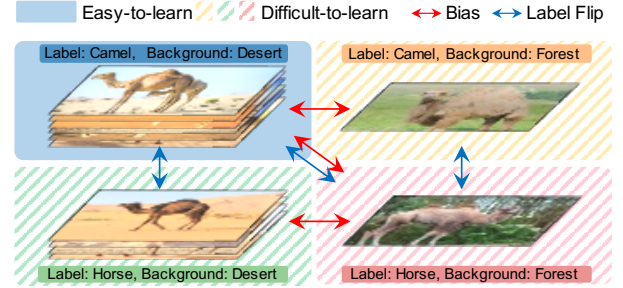 Easy-to-learn Difficult-to-learn Bias Label Flip
Label: Camel, Background: Desert Label: Camel, Background: Forest
Label: Horse, Background: Desert Label: Horse, Background: Forest